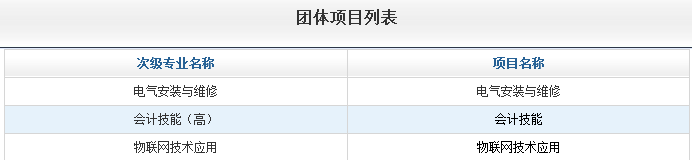 团体项目列表
次级专业名称 项目名称
电气安装与维修 电气安装与维修
会计技能（高） 会计技能
物联网技术应用 物联网技术应用